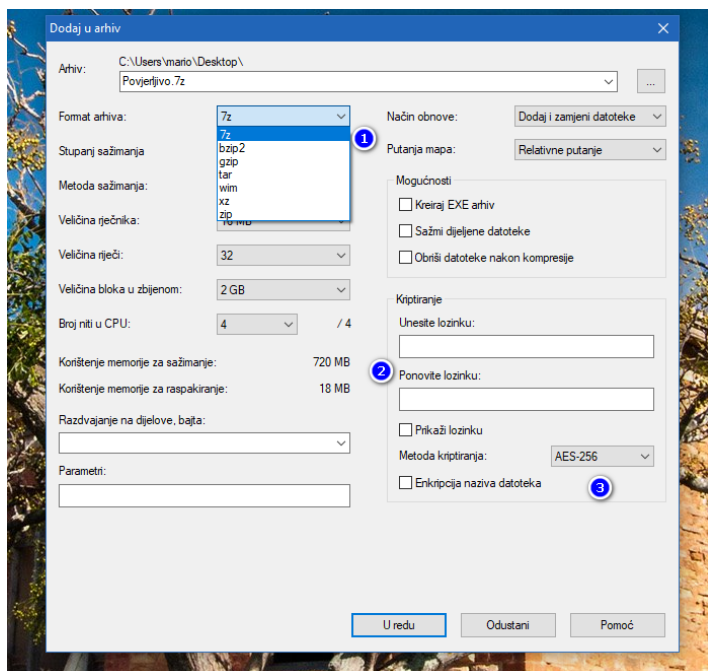 Dodaj u arhiv
Arhiv: C:\Users\mario\Desktop\
Povjerljivo.7z
...
Format arhiva: 7z
7z
bzip2
gzip
tar
wim
xz
zip
1
Stupanj sažimanja
Metoda sažimanja:
Veličina rječnika: 16 MB
Veličina riječi: 32
Veličina bloka u zbijenom: 2 GB
Broj niti u CPU: 4 / 4
Korištenje memorije za sažimanje: 720 MB
Korištenje memorije za raspakiranje: 18 MB
Razdvajanje na dijelove, bajta:
Parametri:
Način obnove: Dodaj i zamjeni datoteke
Putanja mapa: Relativne putanje
Mogućnosti
Kreiraj EXE arhiv
Sažmi dijeljene datoteke
Obriši datoteke nakon kompresije
Kriptiranje
Unesite lozinku:
2
Ponovite lozinku:
Prikaži lozinku
Metoda kriptiranja: AES-256
Enkripcija naziva datoteka
3
U redu
Odustani
Pomoć